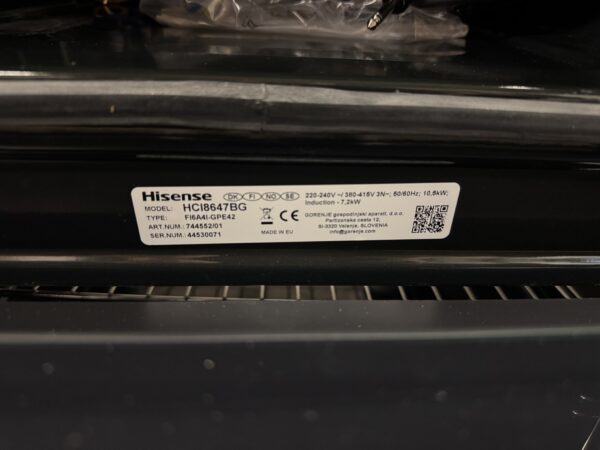 Hisense DK FI NO SE
MODEL: HCI8647BG
TYPE: FI6A4I-GPE42
ART.NUM.: 744552/01
SER.NUM.: 44530071
CE
MADE IN EU
220-240V ~/ 380-415V 3N~; 50/60Hz; 10,5kW;
Induction - 7,2kW
GORENJE gospodinjski aparati, d.o.o.
Partizanska cesta 12,
SI-3320 Velenje, SLOVENIA
info@gorenje.com